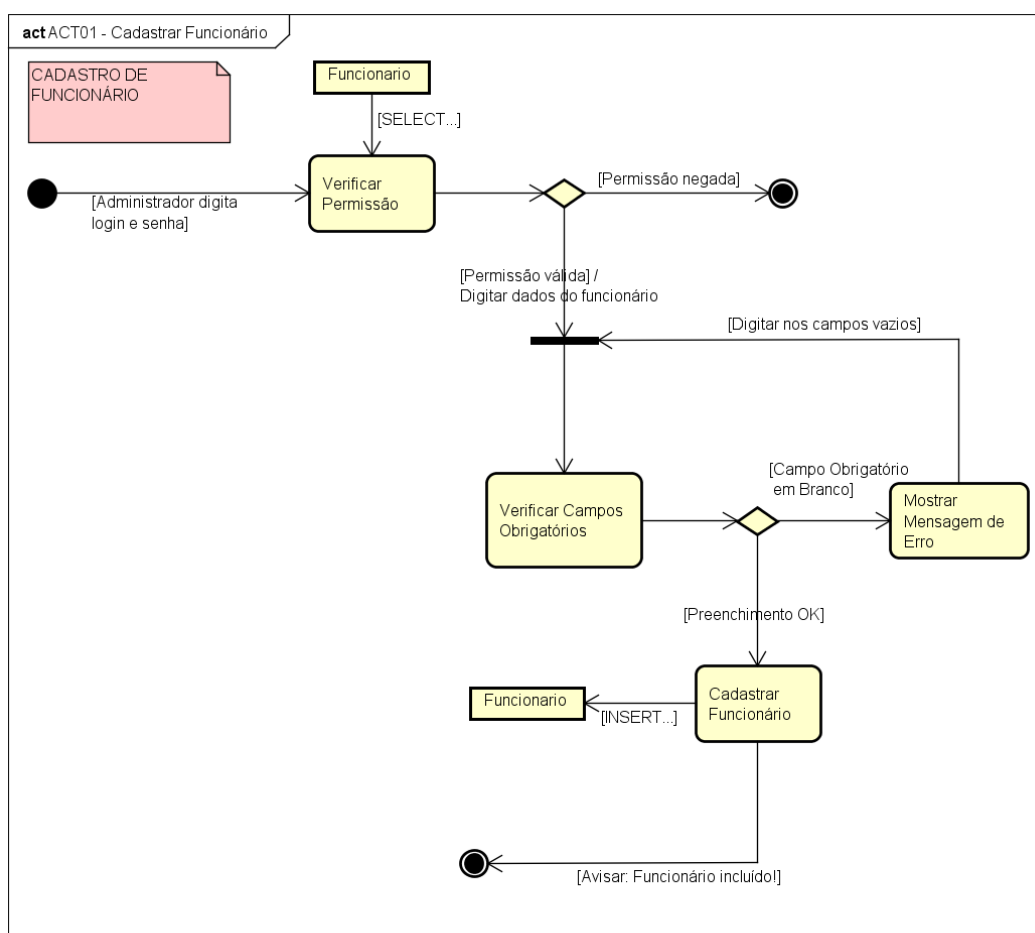 act ACT01 - Cadastrar Funcionário
CADASTRO DE
FUNCIONÁRIO
Funcionario
[SELECT...]
Verificar
Permissão
[Administrador digita
login e senha]
[Permissão negada]
[Permissão válida] /
Digitar dados do funcionário
[Digitar nos campos vazios]
Verificar Campos
Obrigatórios
[Campo Obrigatório
em Branco]
Mostrar
Mensagem de
Erro
[Preenchimento OK]
Cadastrar
Funcionário
Funcionario
[INSERT...]
[Avisar: Funcionário incluído!]